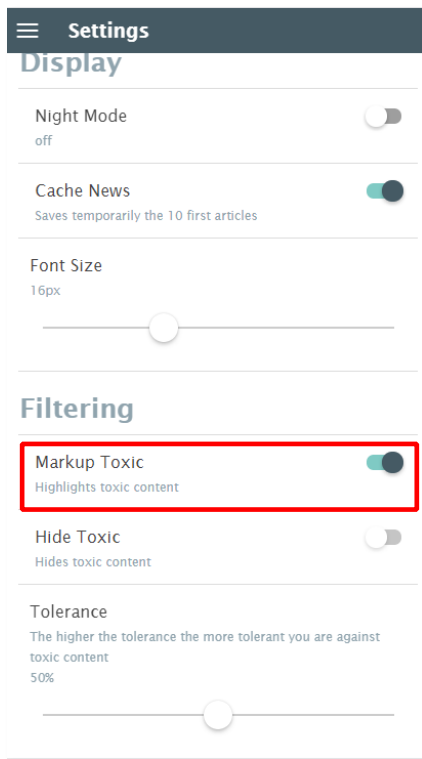 Settings
Display
Night Mode
off
Cache News
Saves temporarily the 10 first articles
Font Size
16px
Filtering
Markup Toxic
Highlights toxic content
Hide Toxic
Hides toxic content
Tolerance
The higher the tolerance the more tolerant you are against
toxic content
50%